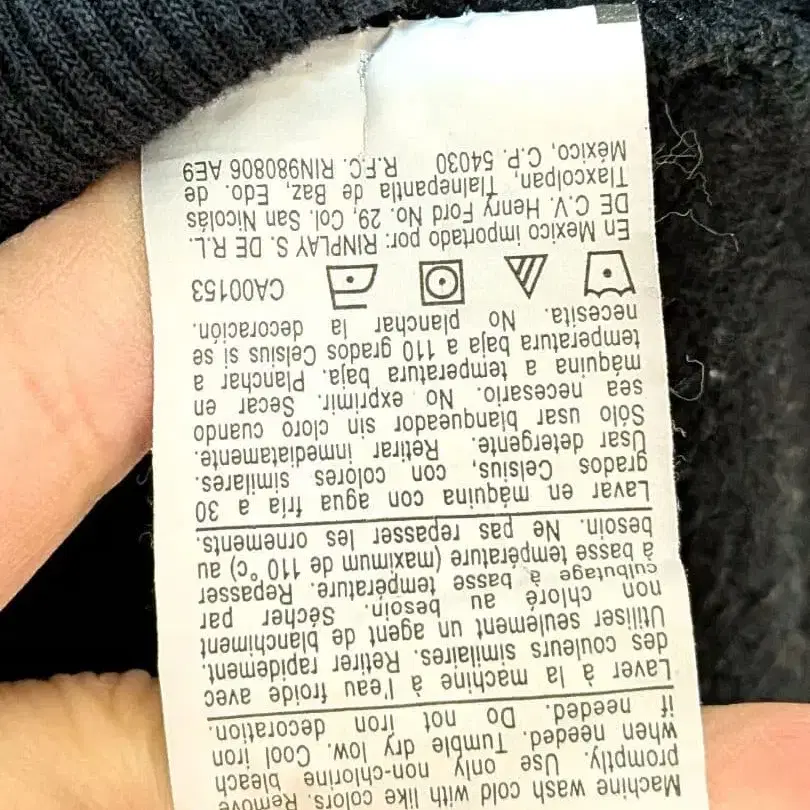 Machine wash cold with like colors. Remove
promptly. Use only non-chlorine bleach
when needed. Tumble dry low. Cool iron
if needed. Do not iron decoration.
Laver à la machine à l'eau froide avec
des couleurs similaires. Retirer rapidement.
Utiliser seulement un agent de blanchiment
non chloré au besoin. Sécher par
culbutage à basse température. Repasser
à basse température (maximum de 110 °c) au
besoin. Ne pas repasser les ornements.
Lavar en máquina con agua fría a 30
grados Celsius, con colores similares.
Usar detergente. Retirar inmediatamente.
Sólo usar blanqueador sin cloro cuando
sea necesario. No exprimir. Secar en
máquina a temperatura baja. Planchar a
temperatura baja a 110 grados Celsius si se
necesita. No planchar la decoración.
CA00153
En Mexico importado por: RINPLAY S. DE R.L.
DE C.V. Henry Ford No. 29, Col. San Nicolás
Tlaxcolpan, Tlalnepantla de Baz, Edo. de
México, C.P. 54030 R.F.C. RIN980806 AE9